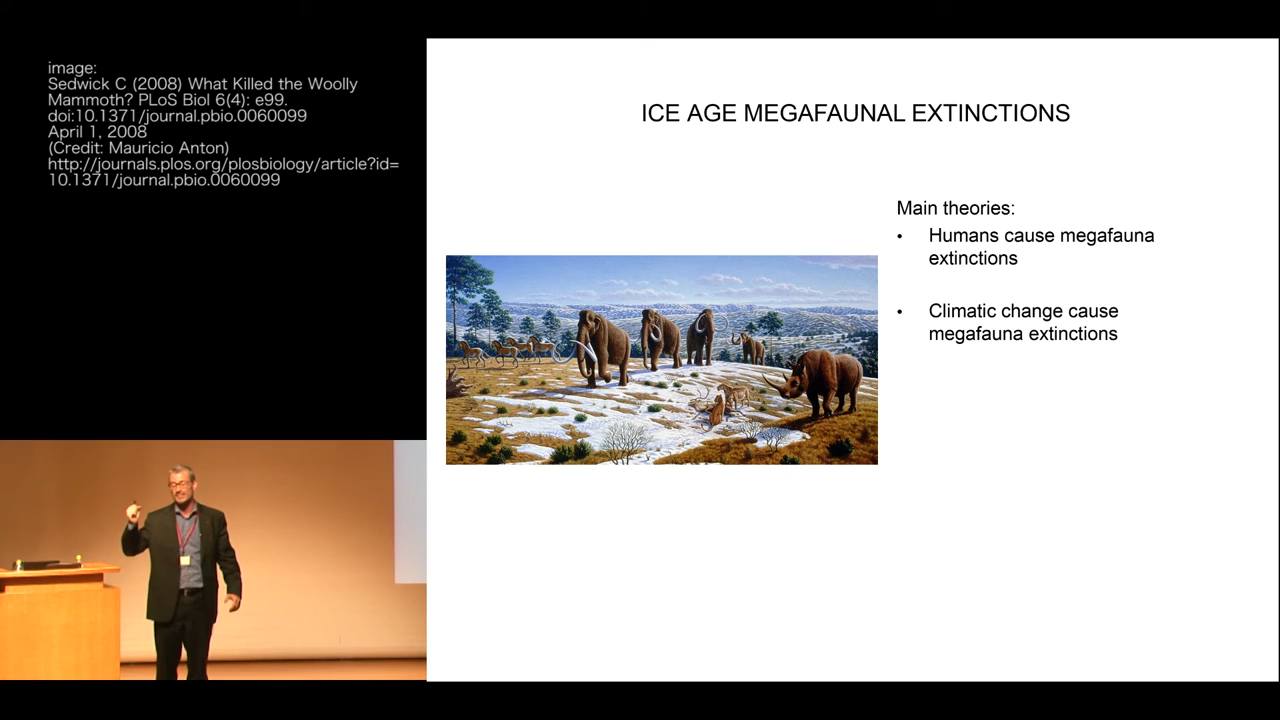 image:
Sedwick C (2008) What Killed the Woolly
Mammoth? PLoS Biol 6(4): e99.
doi:10.1371/journal.pbio.0060099
April 1, 2008
(Credit: Mauricio Anton)
http://journals.plos.org/plosbiology/article?id=
10.1371/journal.pbio.0060099
ICE AGE MEGAFAUNAL EXTINCTIONS
Main theories:
• Humans cause megafauna
extinctions
• Climatic change cause
megafauna extinctions